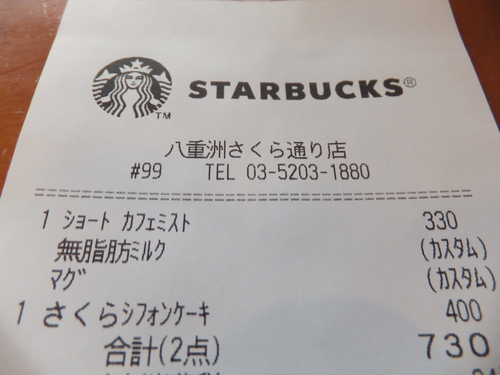 STARBUCKS®
TM
八重洲さくら通り店
#99 TEL 03-5203-1880
1 ショート カフェミスト 330
無脂肪ミルク (カスタム)
マグ (カスタム)
1 さくらシフォンケーキ 400
合計(2点) 730